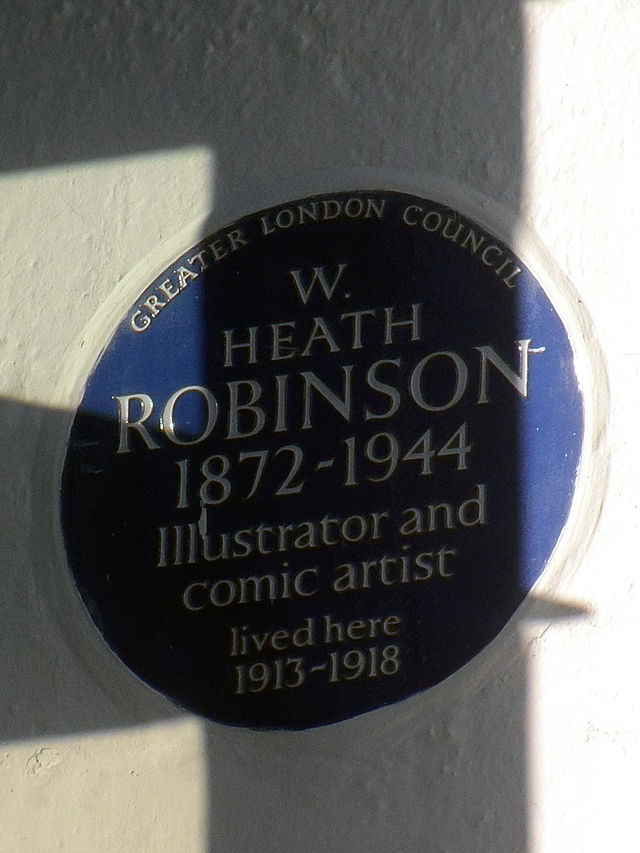 GREATER LONDON COUNCIL
W.
HEATH
ROBINSON
1872-1944
Illustrator and
comic artist
lived here
1913-1918